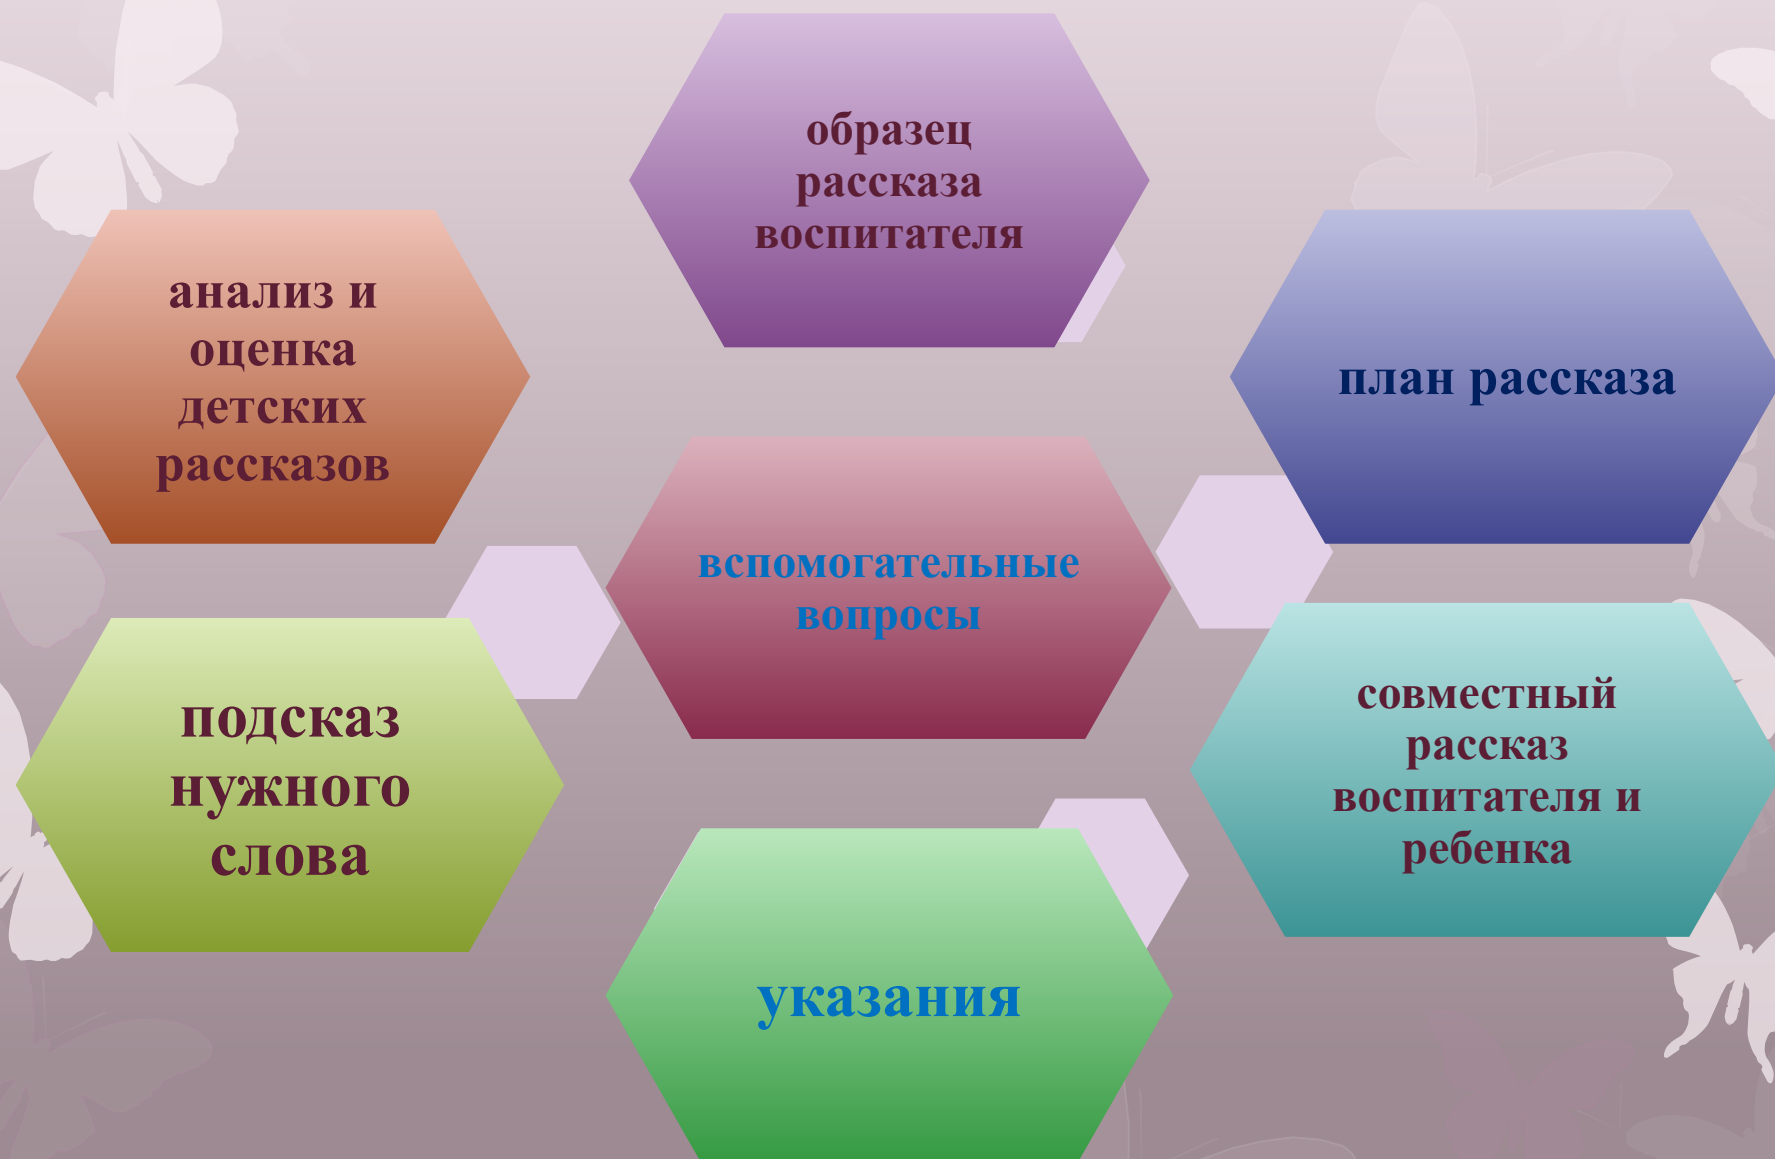 образец
рассказа
воспитателя
анализ и
оценка
детских
рассказов
план рассказа
вспомогательные
вопросы
подсказ
нужного
слова
совместный
рассказ
воспитателя и
ребенка
указания